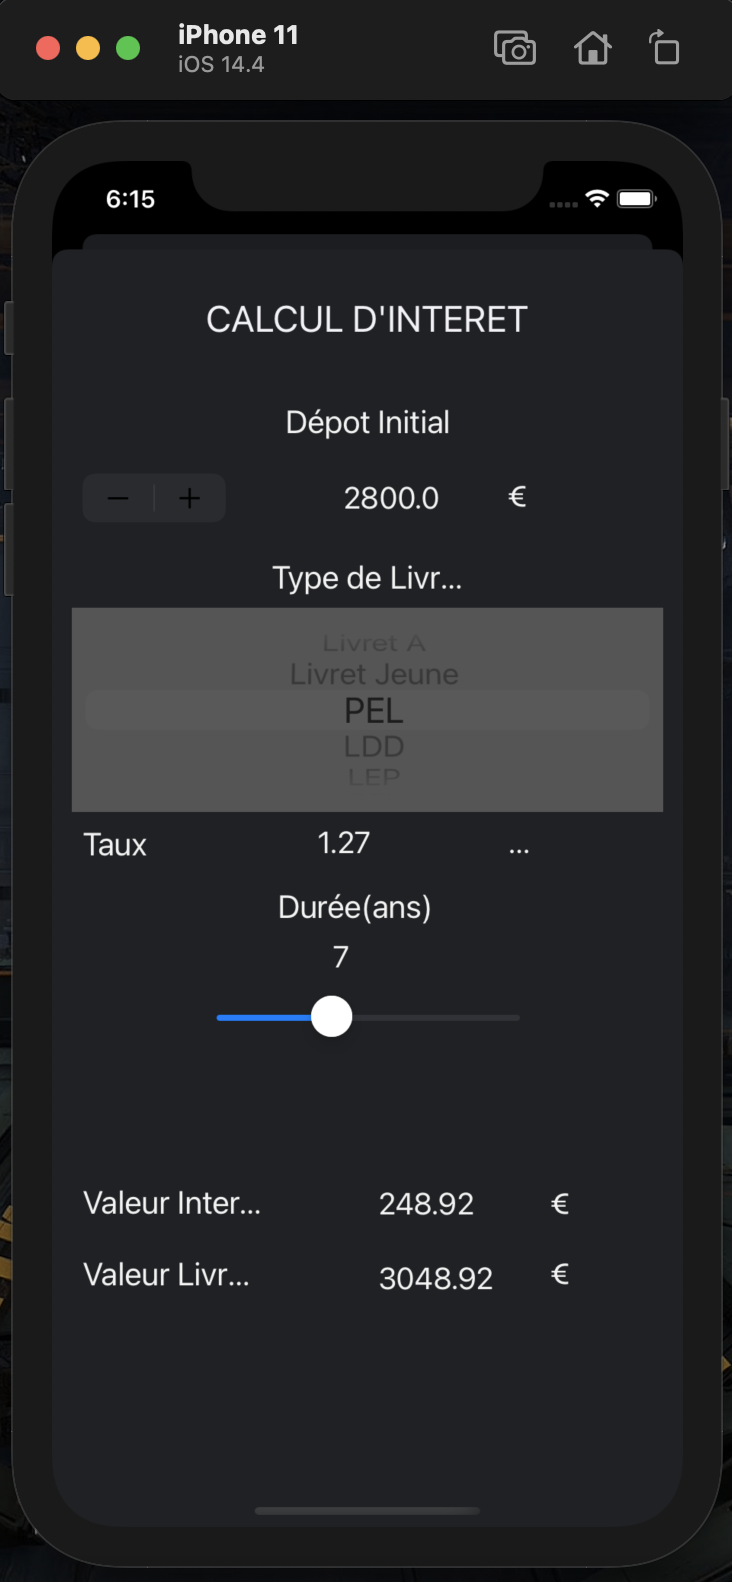 iPhone 11
iOS 14.4
6:15
CALCUL D'INTERET
Dépot Initial
2800.0 €
Type de Livr...
Livret A
Livret Jeune
PEL
LDD
LEP
Taux 1.27 ...
Durée(ans)
7
Valeur Inter... 248.92 €
Valeur Livr... 3048.92 €